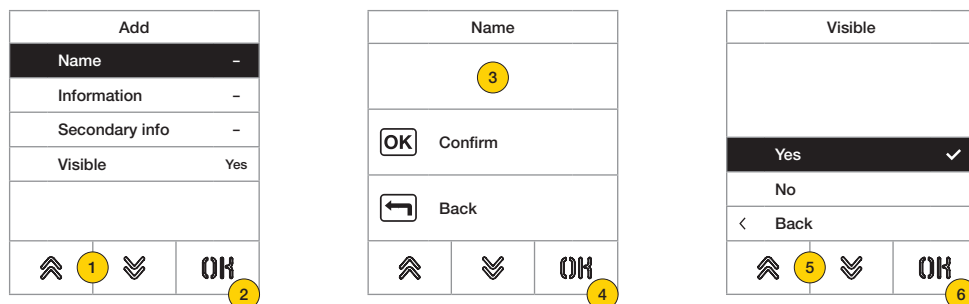 Add
Name –
Information –
Secondary info –
Visible Yes
1
OK
2
Name
3
OK Confirm
Back
OK
4
Visible
Yes
No
Back
5
OK
6